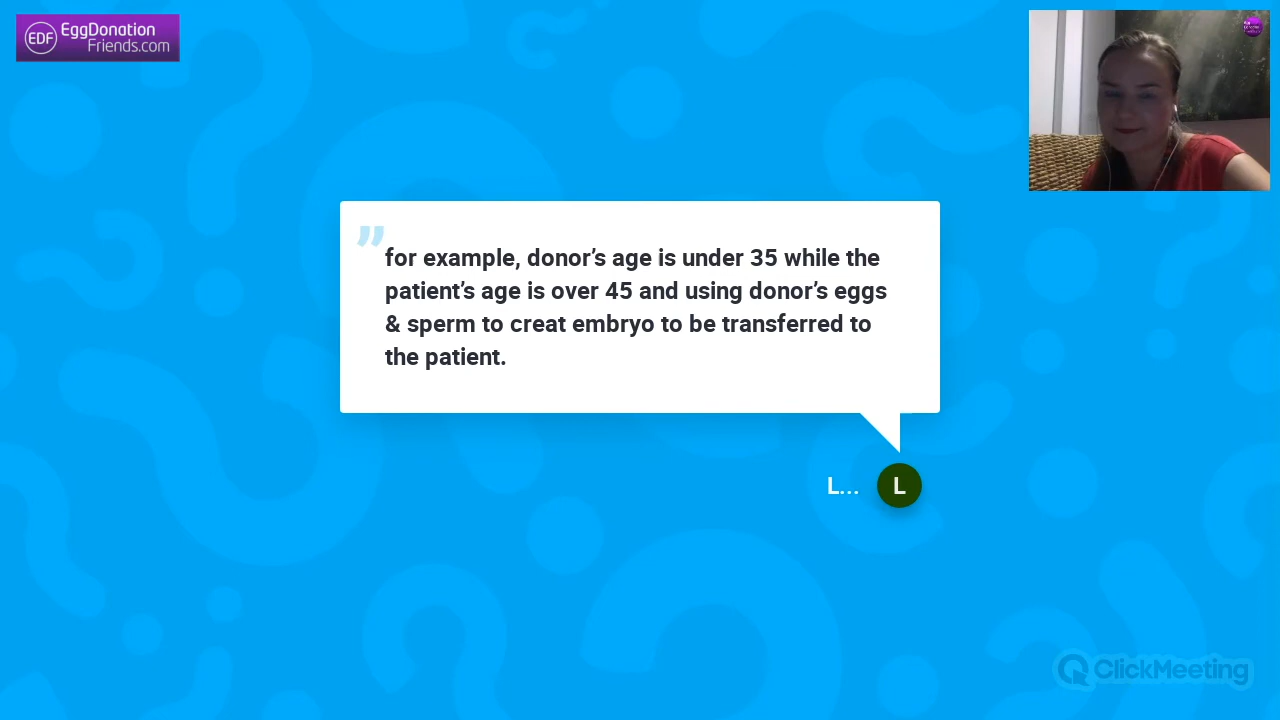 EDF
EggDonation
Friends.com
for example, donor’s age is under 35 while the
patient’s age is over 45 and using donor’s eggs
& sperm to creat embryo to be transferred to
the patient.
L...
L
ClickMeeting